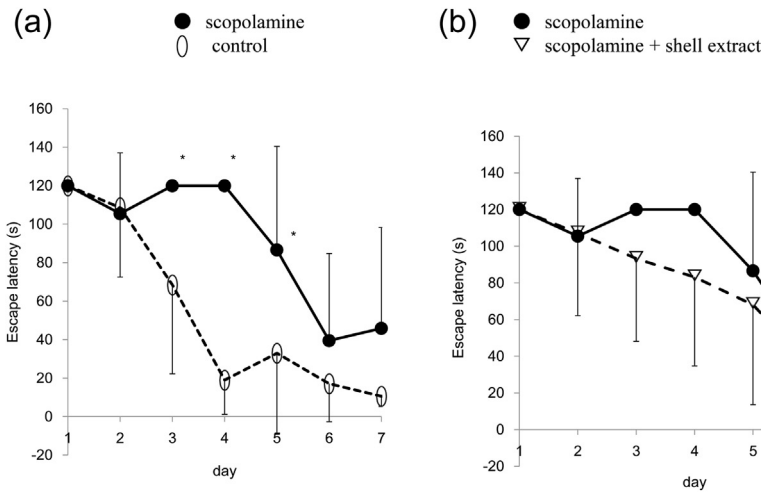 (a)
scopolamine
control
160
140
120
100
80
60
40
20
0
-20
Escape latency (s)
*
*
*
1 2 3 4 5 6 7
day
(b)
scopolamine
scopolamine + shell extract
160
140
120
100
80
60
40
20
0
-20
Escape latency (s)
1 2 3 4 5
day